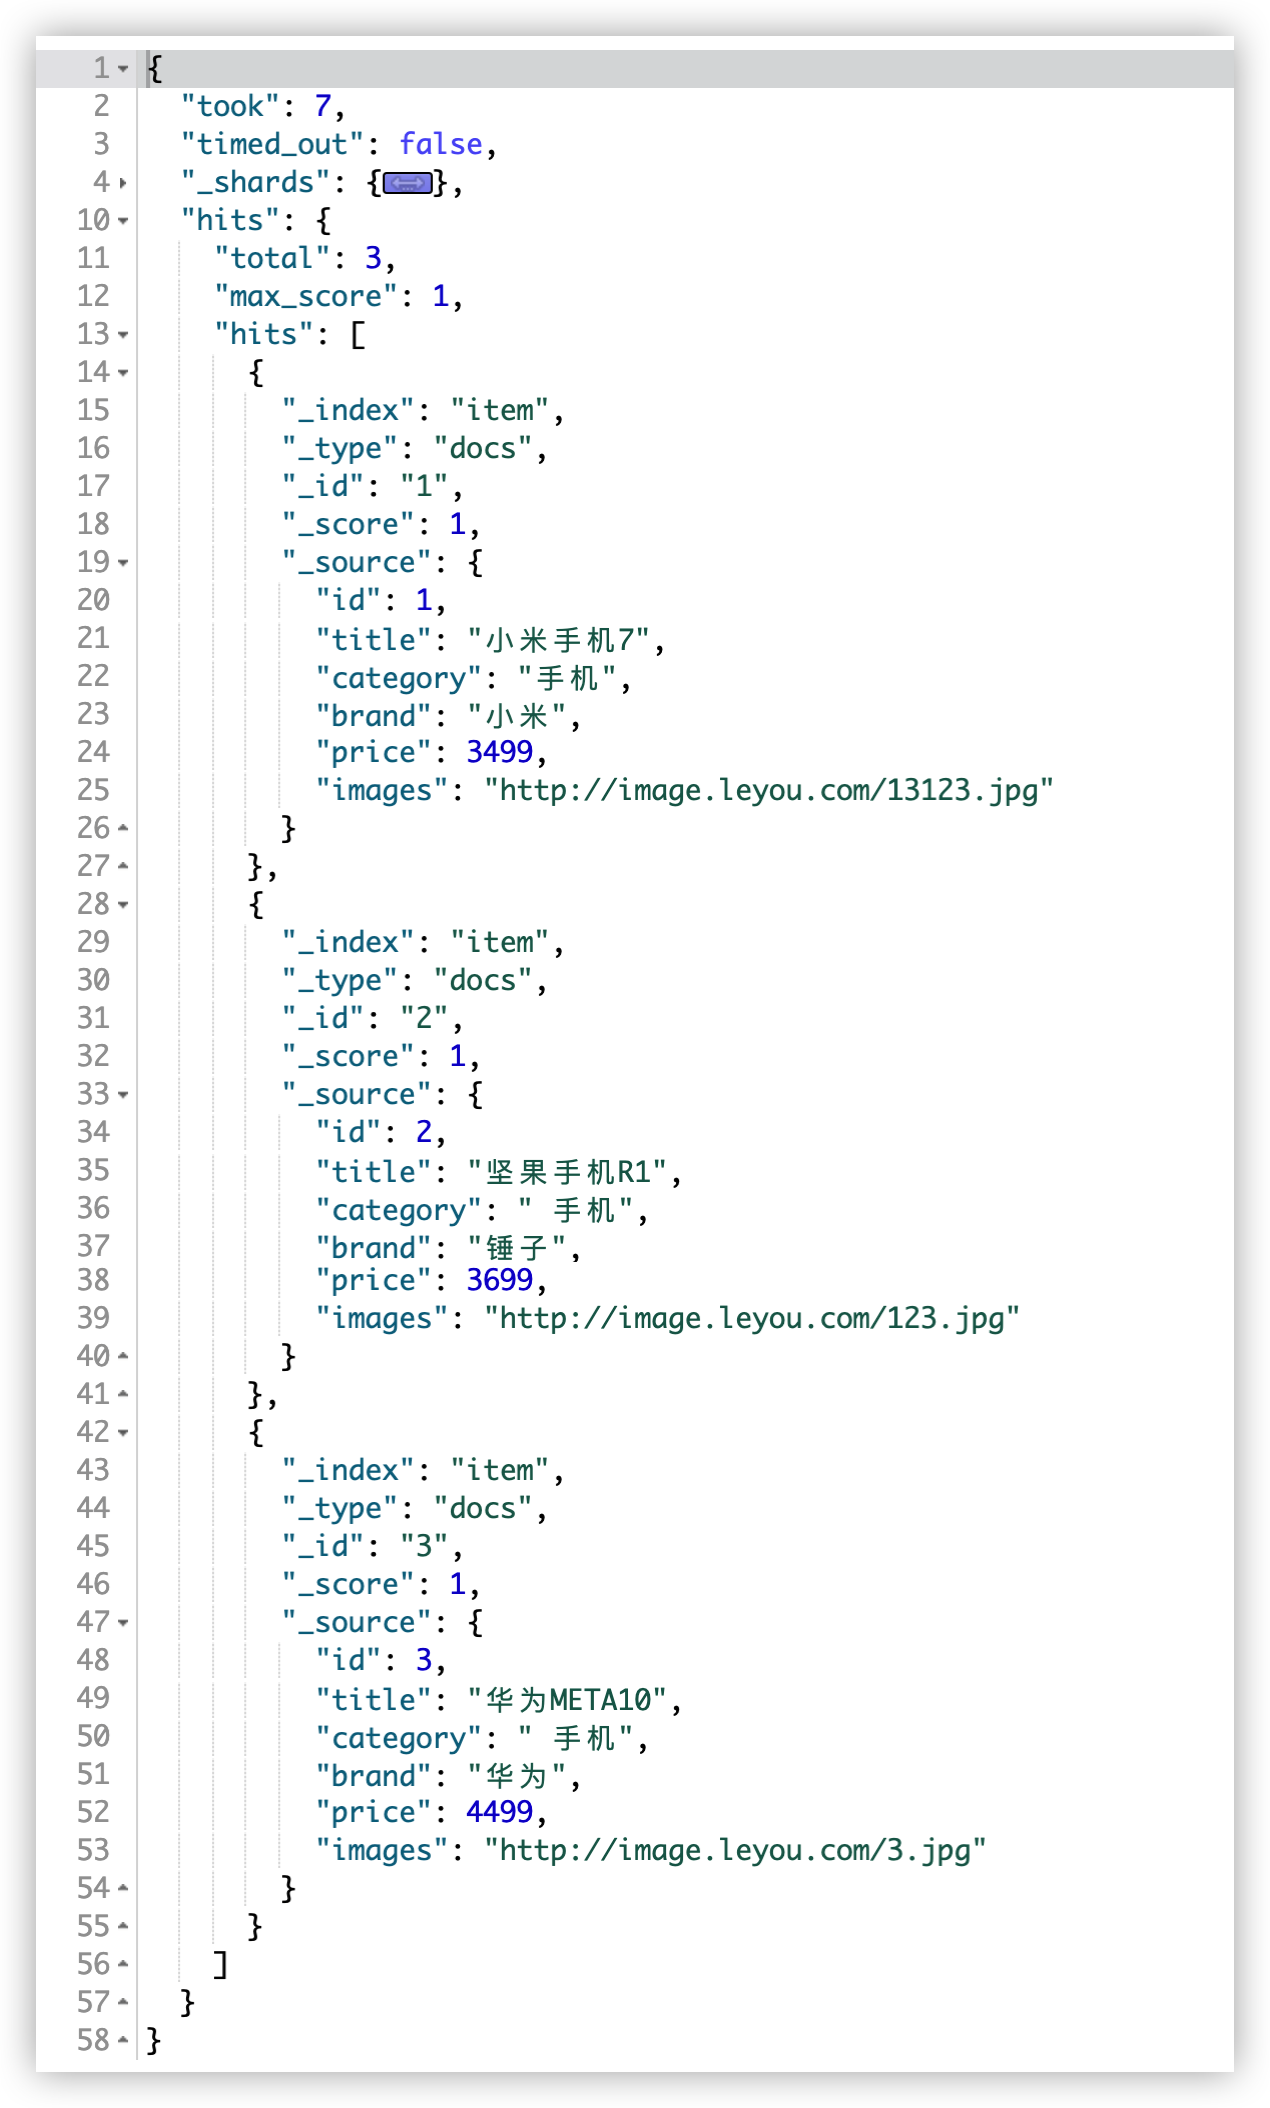 1 {
2 "took": 7,
3 "timed_out": false,
4 "_shards": {},
10 "hits": {
11 "total": 3,
12 "max_score": 1,
13 "hits": [
14 {
15 "_index": "item",
16 "_type": "docs",
17 "_id": "1",
18 "_score": 1,
19 "_source": {
20 "id": 1,
21 "title": "小米手机7",
22 "category": "手机",
23 "brand": "小米",
24 "price": 3499,
25 "images": "http://image.leyou.com/13123.jpg"
26 }
27 },
28 {
29 "_index": "item",
30 "_type": "docs",
31 "_id": "2",
32 "_score": 1,
33 "_source": {
34 "id": 2,
35 "title": "坚果手机R1",
36 "category": " 手机",
37 "brand": "锤子",
38 "price": 3699,
39 "images": "http://image.leyou.com/123.jpg"
40 }
41 },
42 {
43 "_index": "item",
44 "_type": "docs",
45 "_id": "3",
46 "_score": 1,
47 "_source": {
48 "id": 3,
49 "title": "华为META10",
50 "category": " 手机",
51 "brand": "华为",
52 "price": 4499,
53 "images": "http://image.leyou.com/3.jpg"
54 }
55 }
56 ]
57 }
58 }